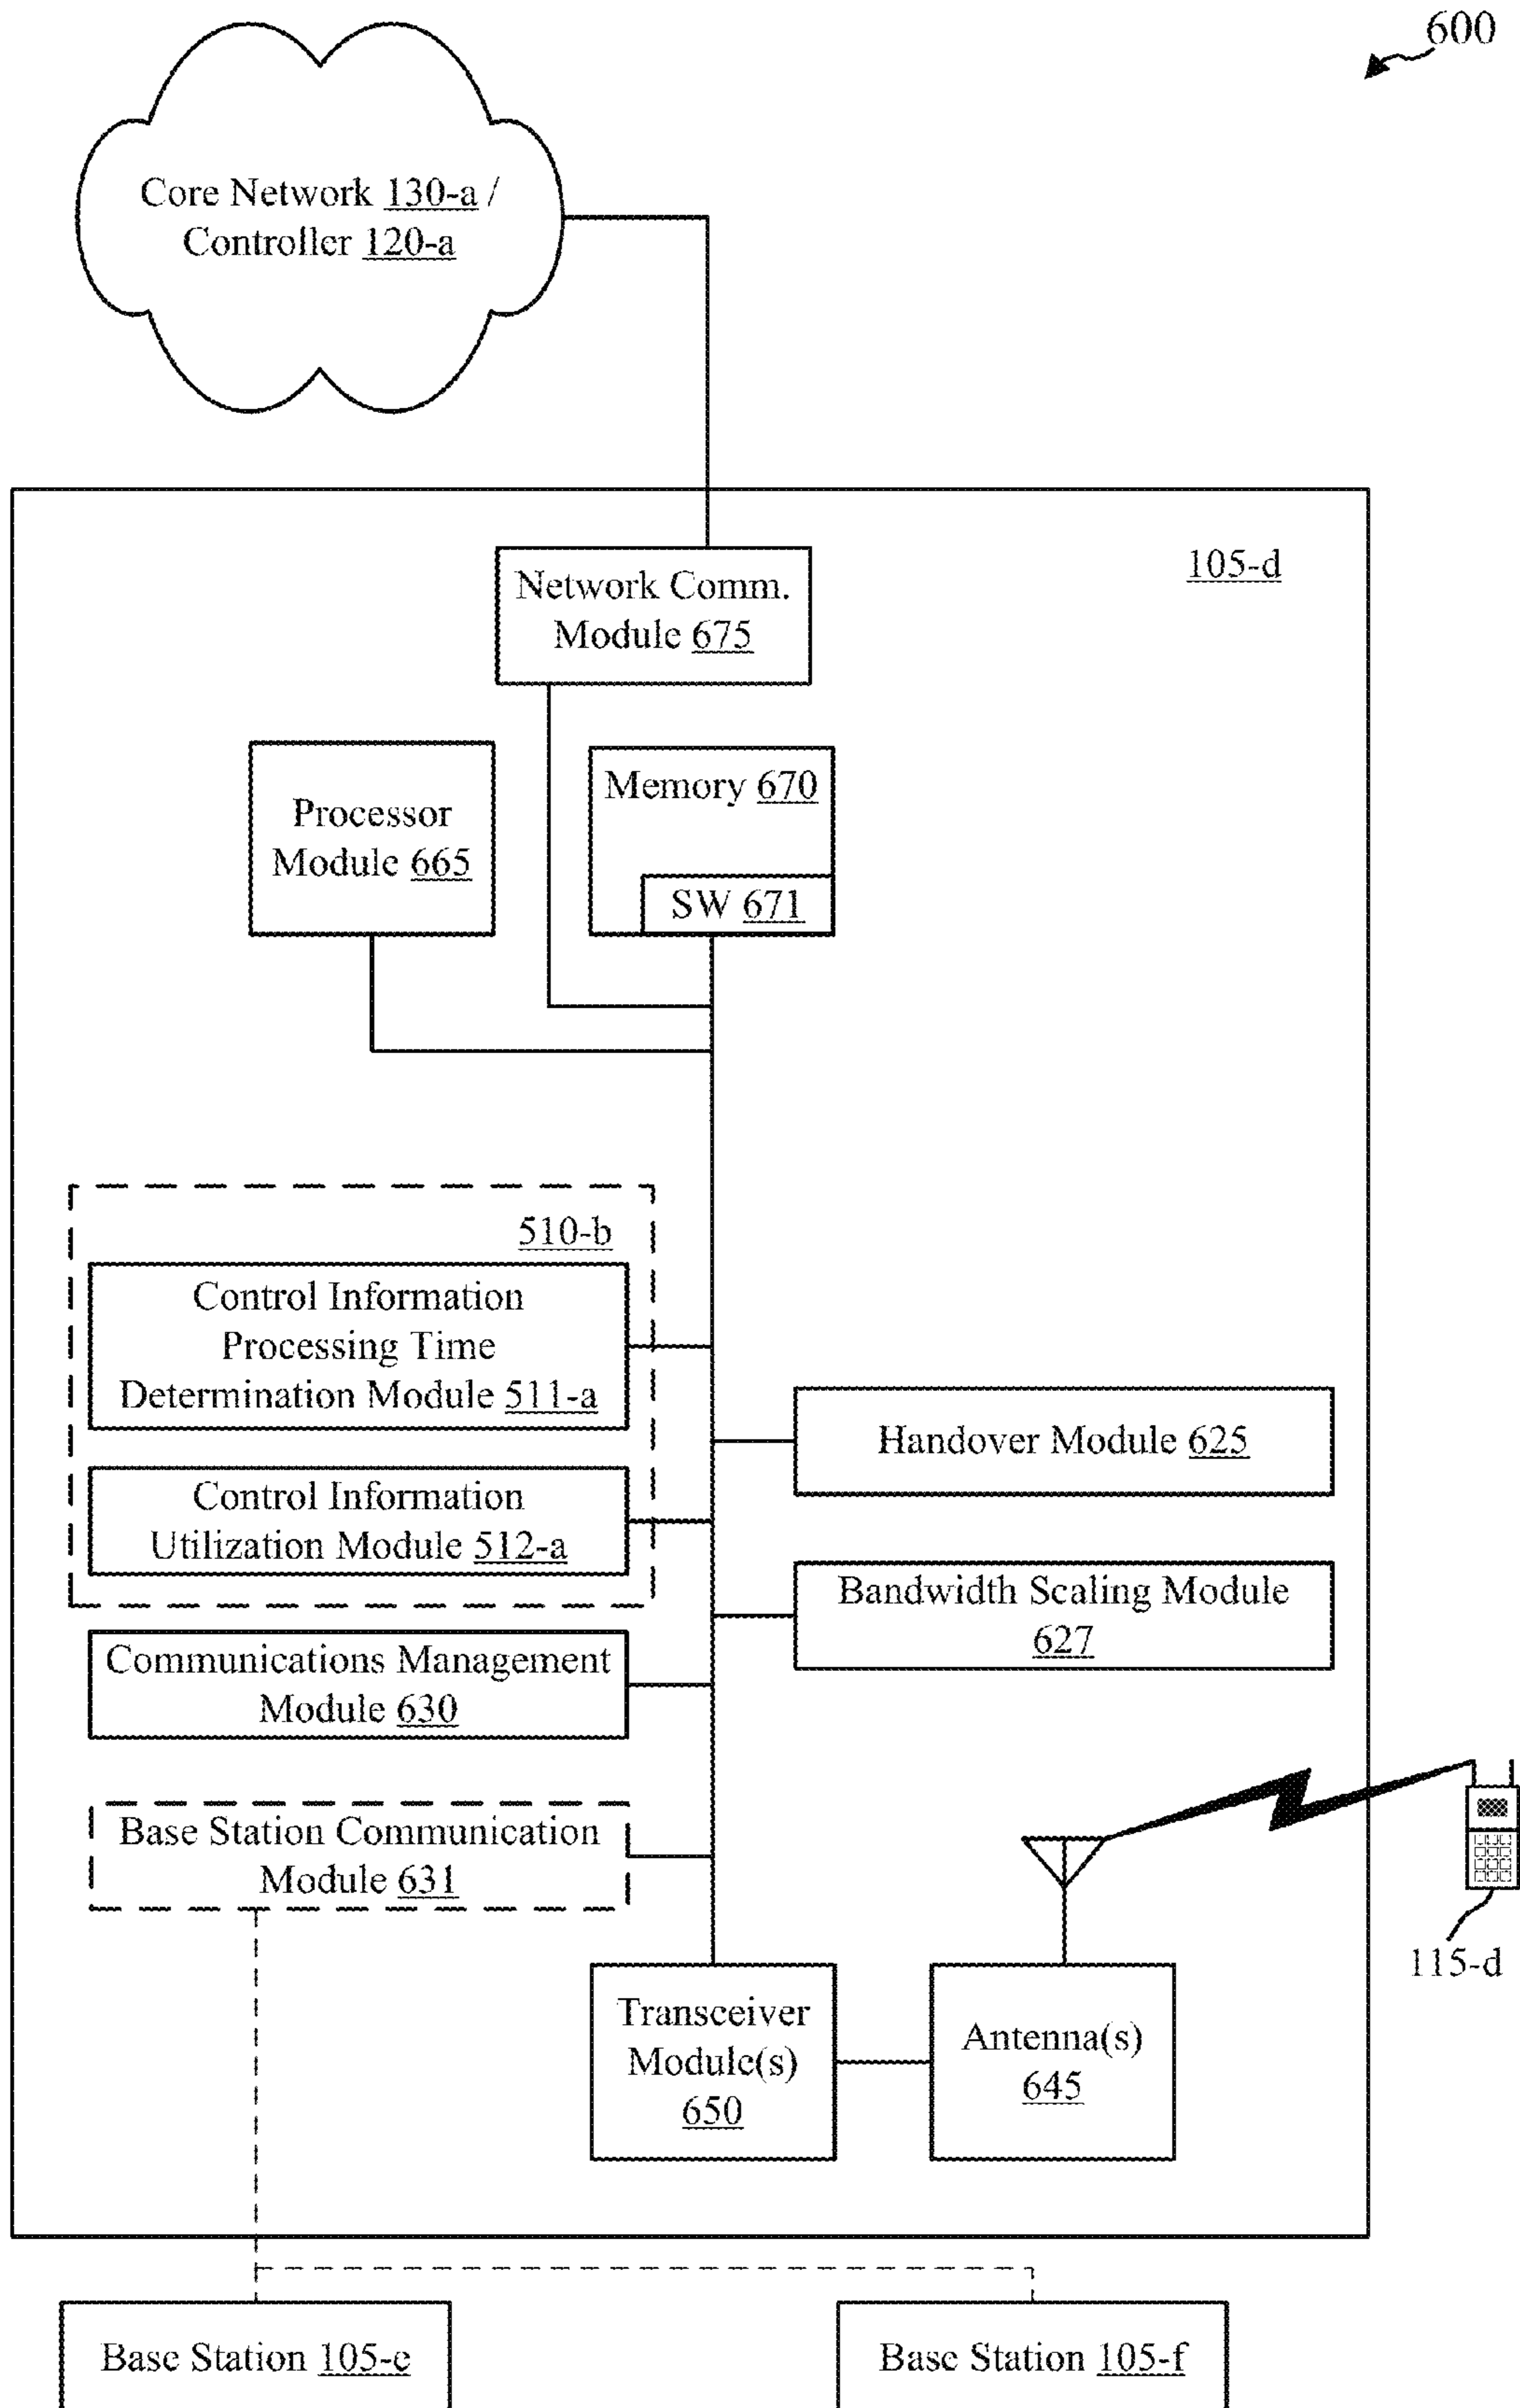 600
Core Network 130-a /
Controller 120-a
105-d
Network Comm.
Module 675
Processor
Module 665
Memory 670
SW 671
510-b
Control Information
Processing Time
Determination Module 511-a
Control Information
Utilization Module 512-a
Handover Module 625
Bandwidth Scaling Module
627
Communications Management
Module 630
Base Station Communication
Module 631
115-d
Transceiver
Module(s)
650
Antenna(s)
645
Base Station 105-e
Base Station 105-f